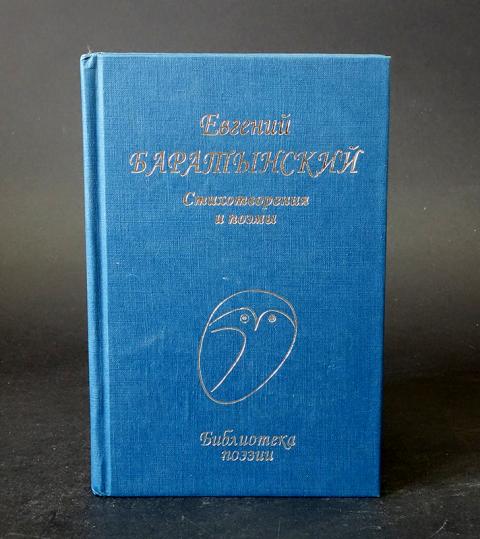 Евгений
БАРАТЫНСКИЙ
Стихотворения
и поэмы
Библиотека
поэзии